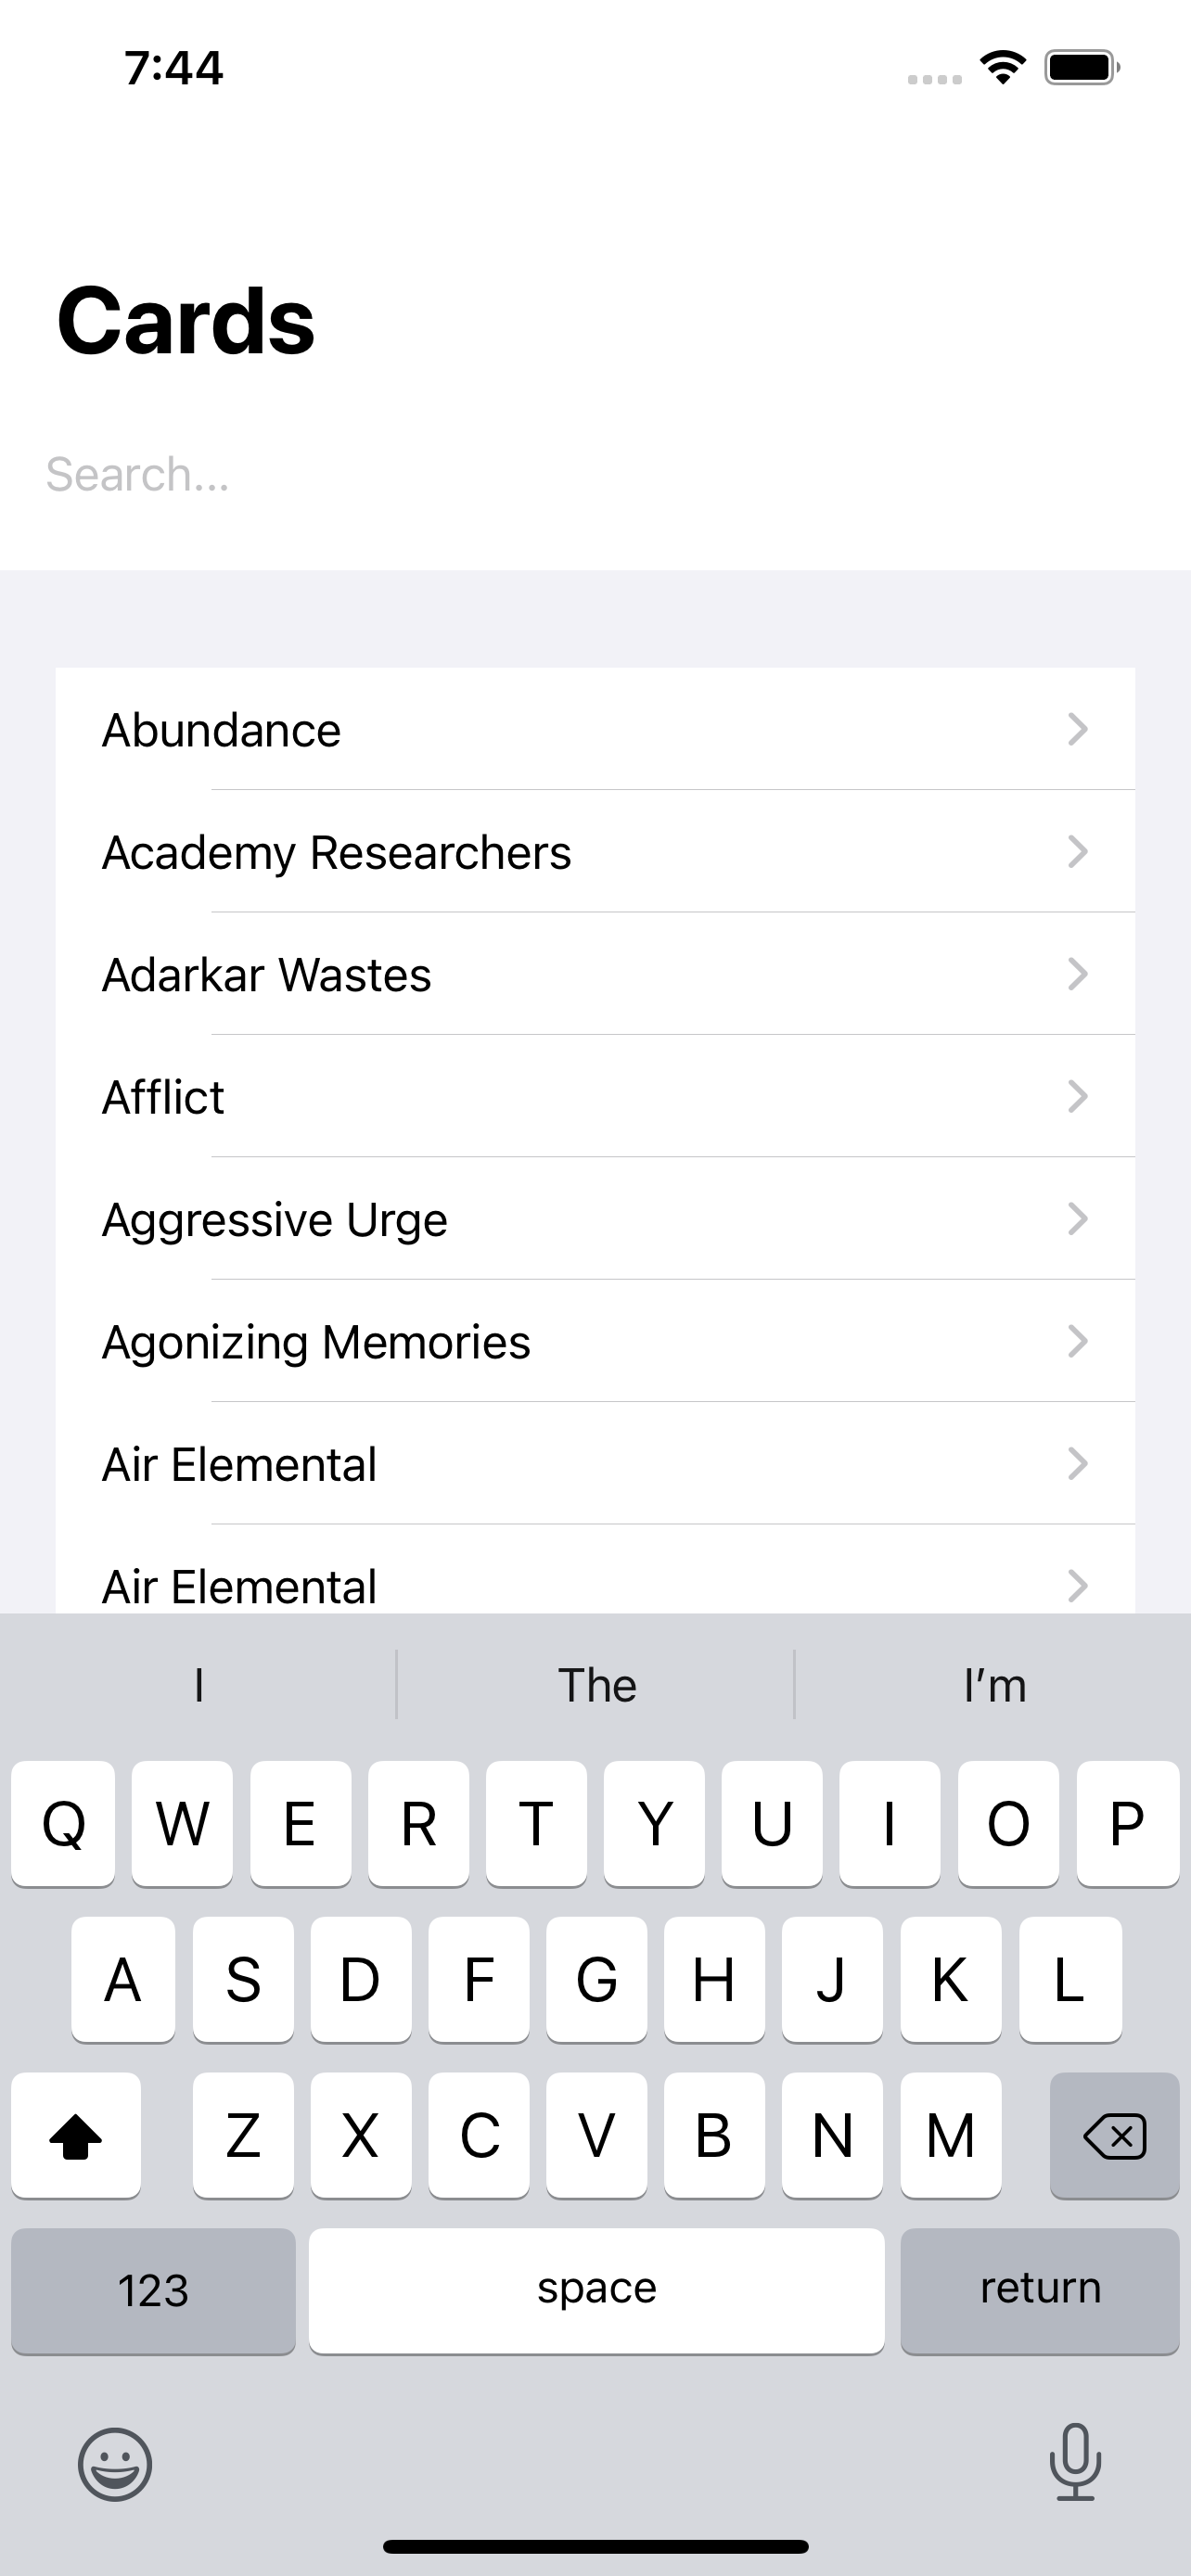 7:44
Cards
Search...
Abundance
Academy Researchers
Adarkar Wastes
Afflict
Aggressive Urge
Agonizing Memories
Air Elemental
Air Elemental
I The I'm
Q W E R T Y U I O P
A S D F G H J K L
Z X C V B N M
123 space return